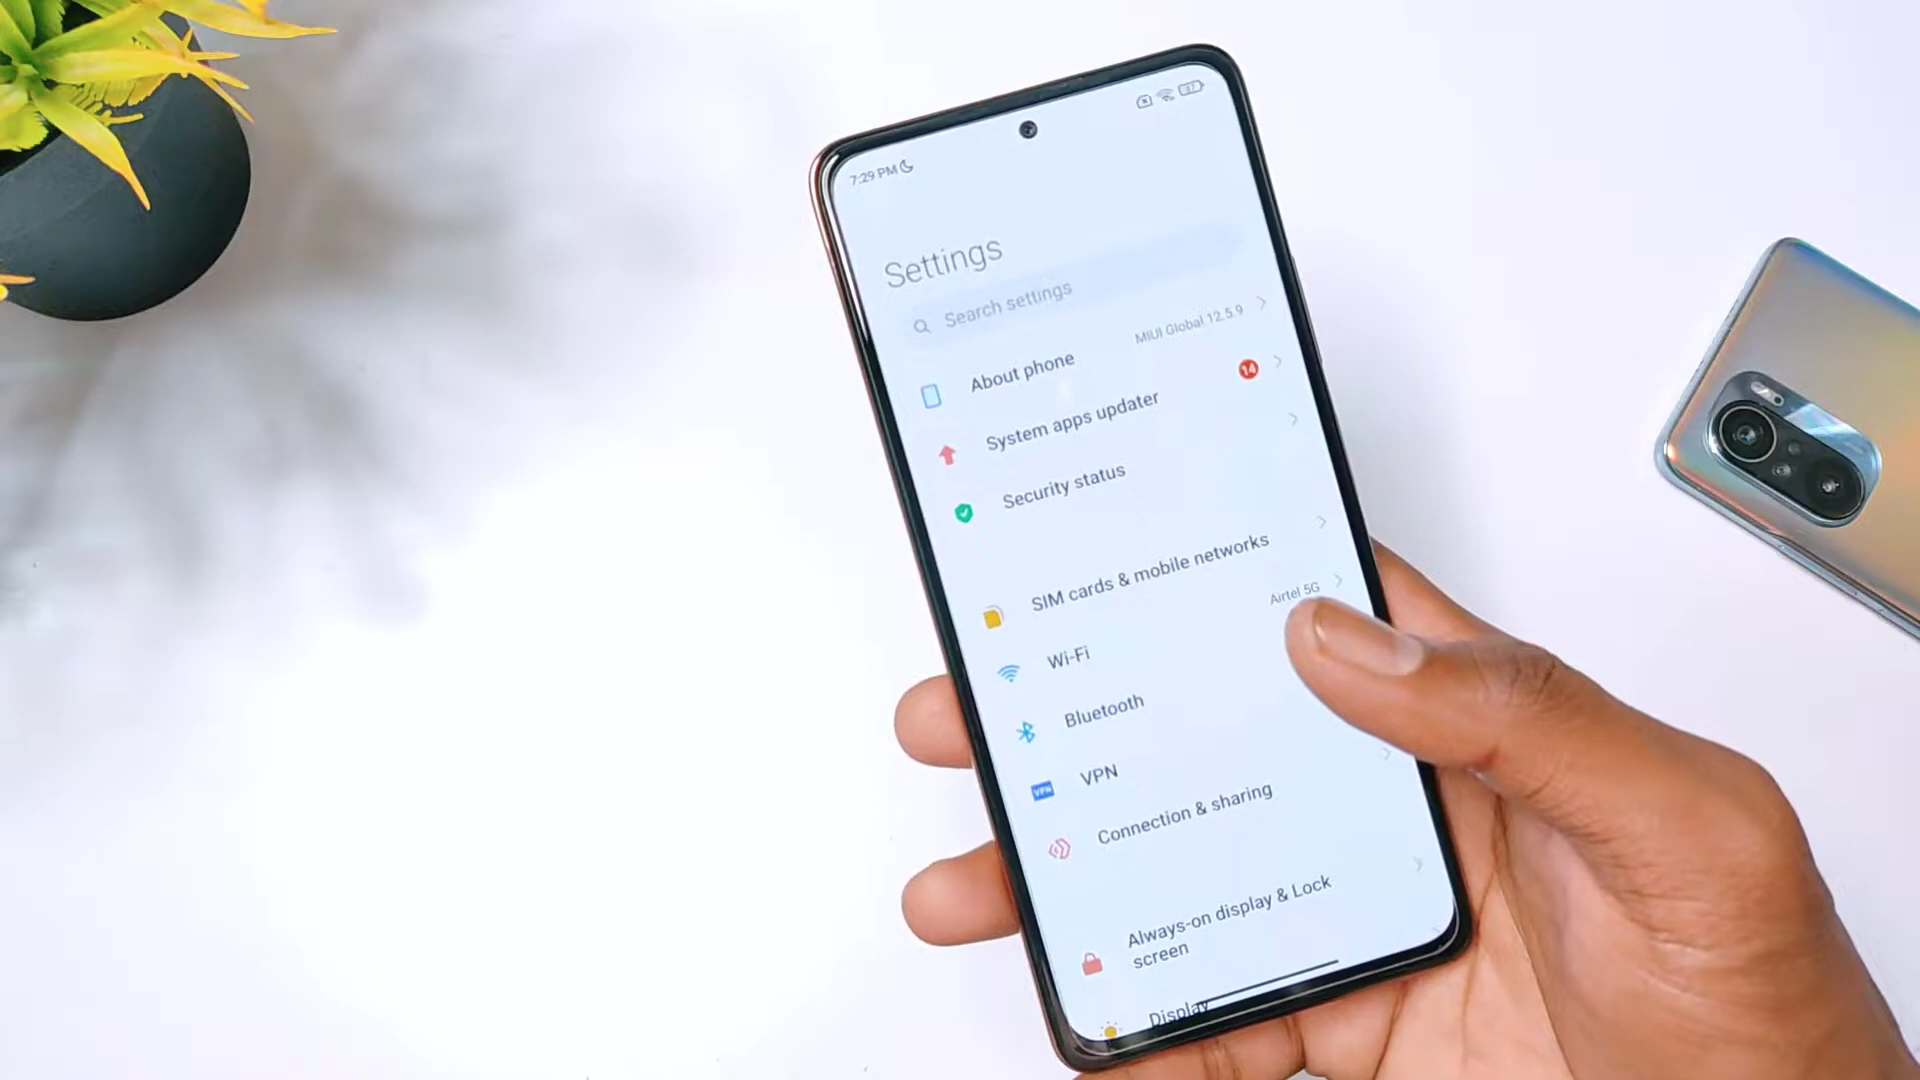 7:29 PM
Settings
Search settings
About phone
MIUI Global 12.5.9
System apps updater
14
Security status
SIM cards & mobile networks
Wi-Fi
Airtel 5G
Bluetooth
VPN
VPN
Connection & sharing
Always-on display & Lock
screen
Display